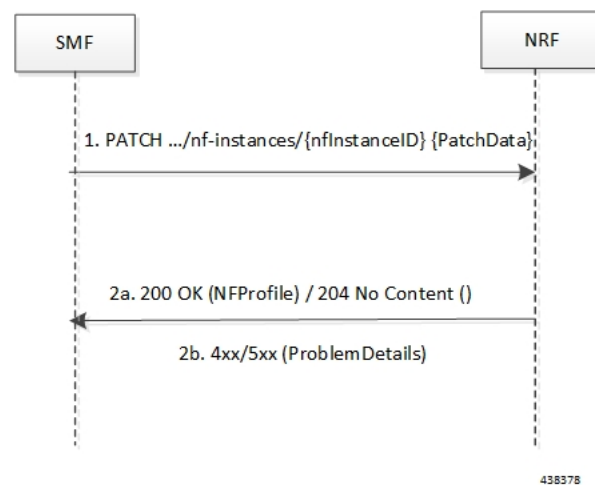 SMF
NRF
1. PATCH .../nf-instances/{nfInstanceID} {PatchData}
2a. 200 OK (NFProfile) / 204 No Content ()
2b. 4xx/5xx (ProblemDetails)
438378